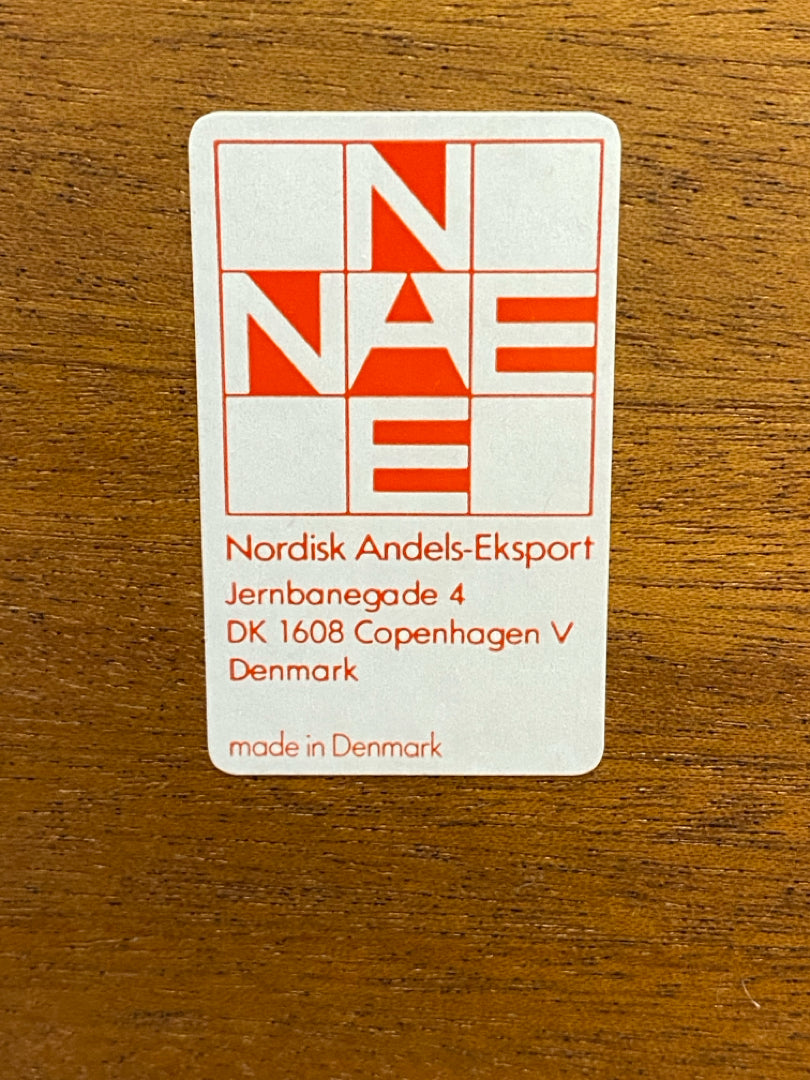 N
NAE
E
Nordisk Andels-Eksport
Jernbanegade 4
DK 1608 Copenhagen V
Denmark
made in Denmark